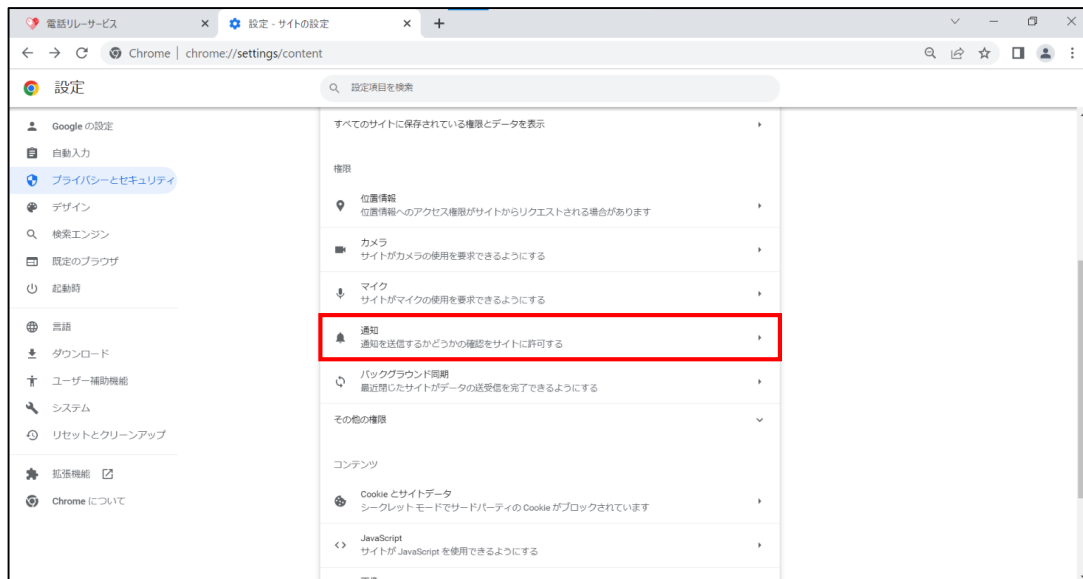 電話リレーサービス
設定 - サイトの設定
Chrome | chrome://settings/content
設定
設定項目を検索
Google の設定
自動入力
プライバシーとセキュリティ
デザイン
検索エンジン
既定のブラウザ
起動時
言語
ダウンロード
ユーザー補助機能
システム
リセットとクリーンアップ
拡張機能
Chrome について
すべてのサイトに保存されている権限とデータを表示
権限
位置情報
位置情報へのアクセス権限がサイトからリクエストされる場合があります
カメラ
サイトがカメラの使用を要求できるようにする
マイク
サイトがマイクの使用を要求できるようにする
通知
通知を送信するかどうかの確認をサイトに許可する
バックグラウンド同期
最近閉じたサイトがデータの送受信を完了できるようにする
その他の権限
コンテンツ
Cookie とサイトデータ
シークレット モードでサードパーティの Cookie がブロックされています
JavaScript
サイトが JavaScript を使用できるようにする